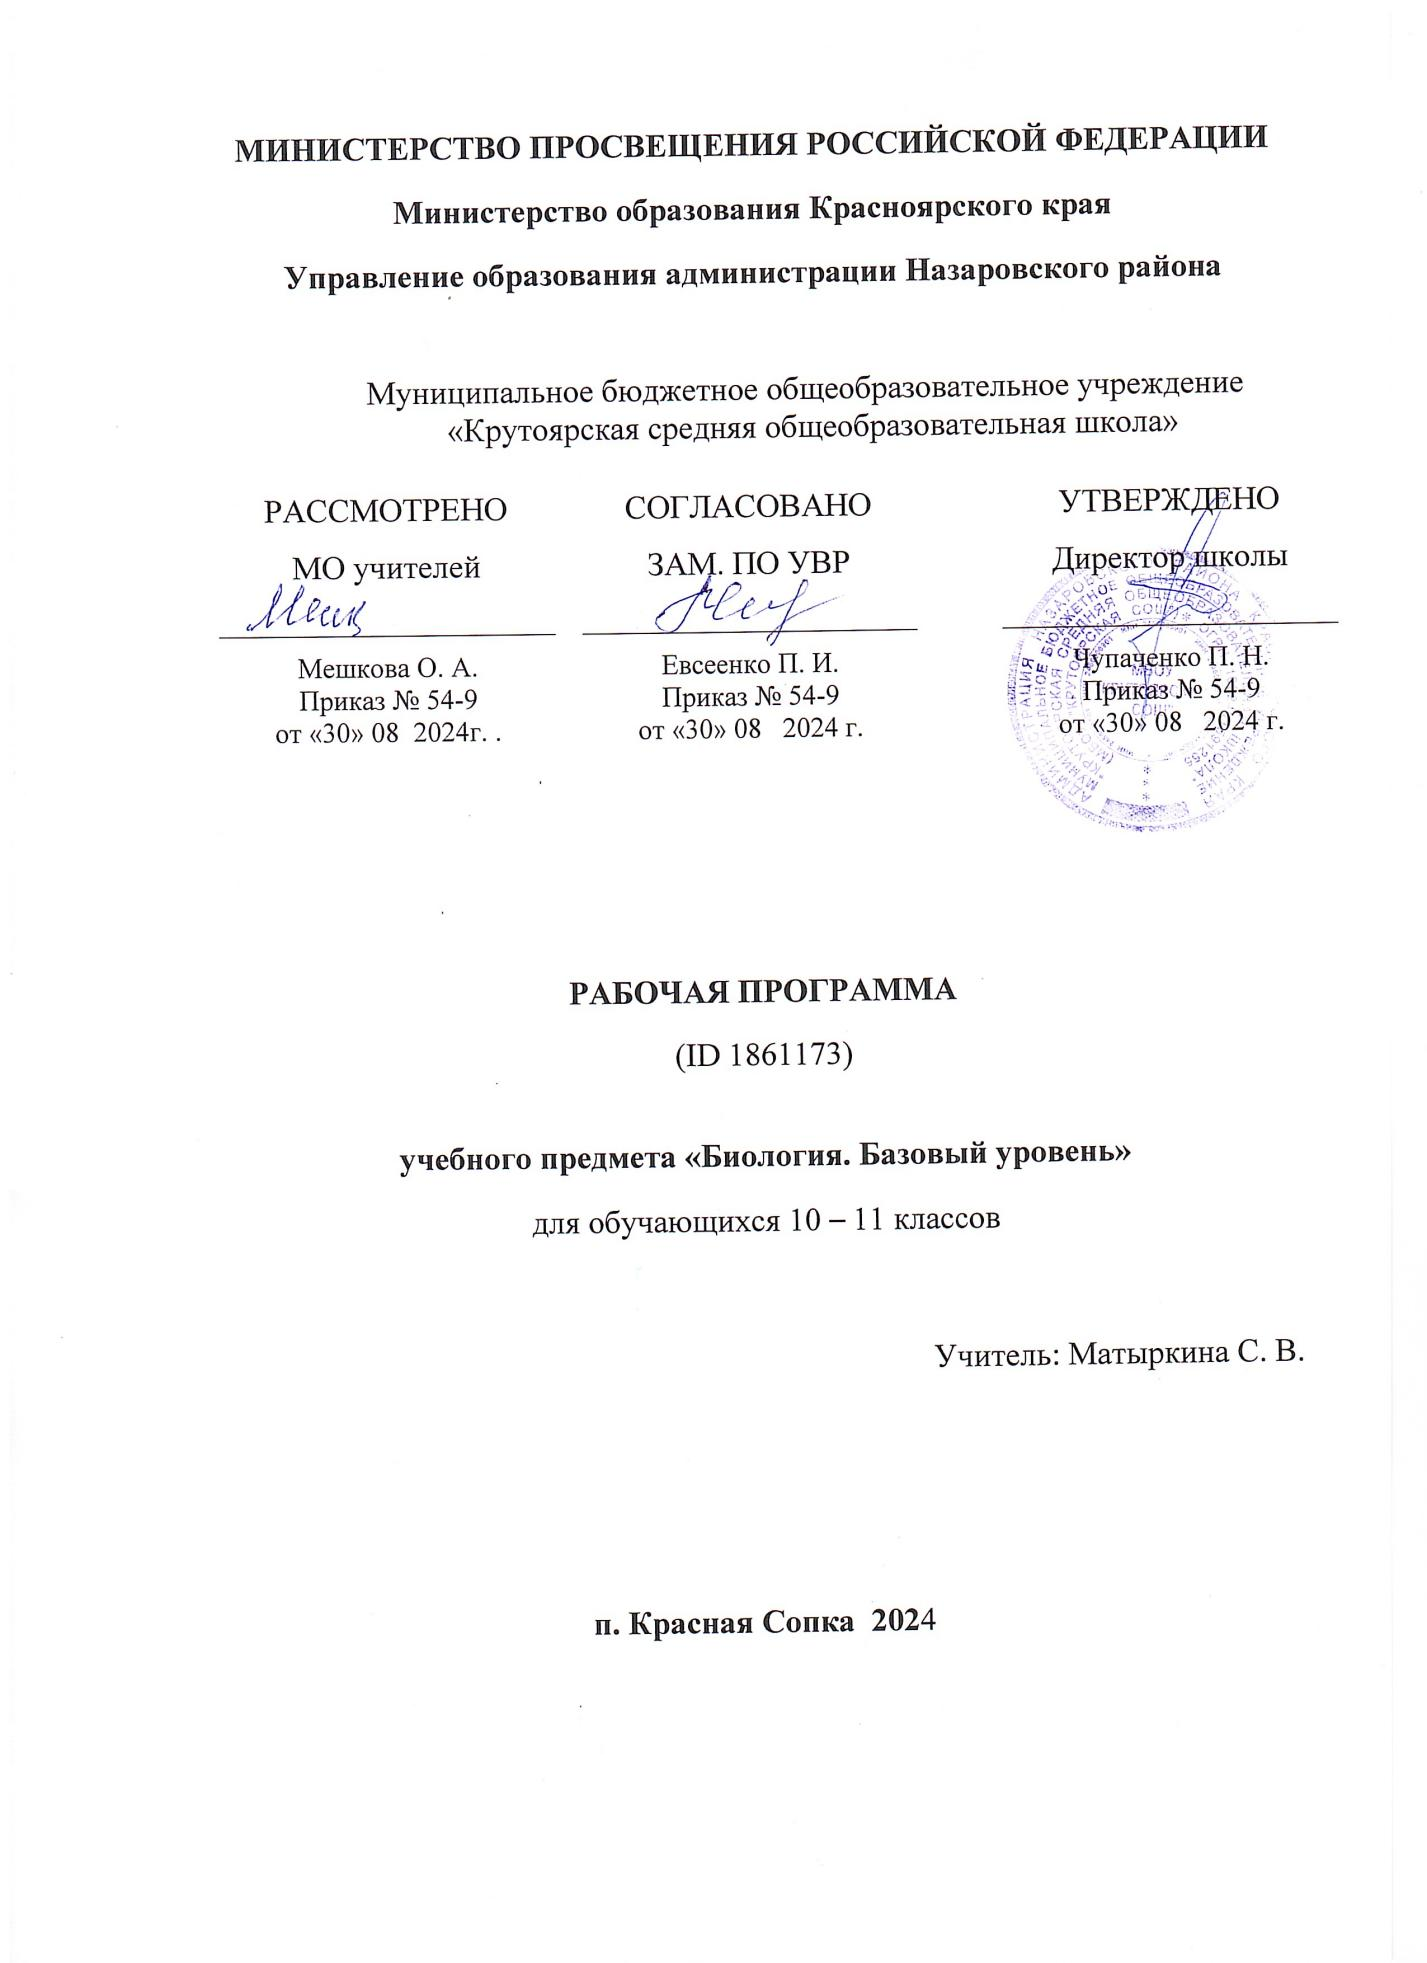 МИНИСТЕРСТВО ПРОСВЕЩЕНИЯ РОССИЙСКОЙ ФЕДЕРАЦИИ
Министерство образования Красноярского края
Управление образования администрации Назаровского района
Муниципальное бюджетное общеобразовательное учреждение
«Крутоярская средняя общеобразовательная школа»
РАССМОТРЕНО
МО учителей
Мешкова О. А.
Приказ № 54-9
от «30» 08 2024г. .
СОГЛАСОВАНО
ЗАМ. ПО УВР
Евсеенко П. И.
Приказ № 54-9
от «30» 08 2024 г.
УТВЕРЖДЕНО
Директор школы
Чупаченко П. Н.
Приказ № 54-9
от «30» 08 2024 г.
РАБОЧАЯ ПРОГРАММА
(ID 1861173)
учебного предмета «Биология. Базовый уровень»
для обучающихся 10 – 11 классов
Учитель: Матыркина С. В.
п. Красная Сопка 2024